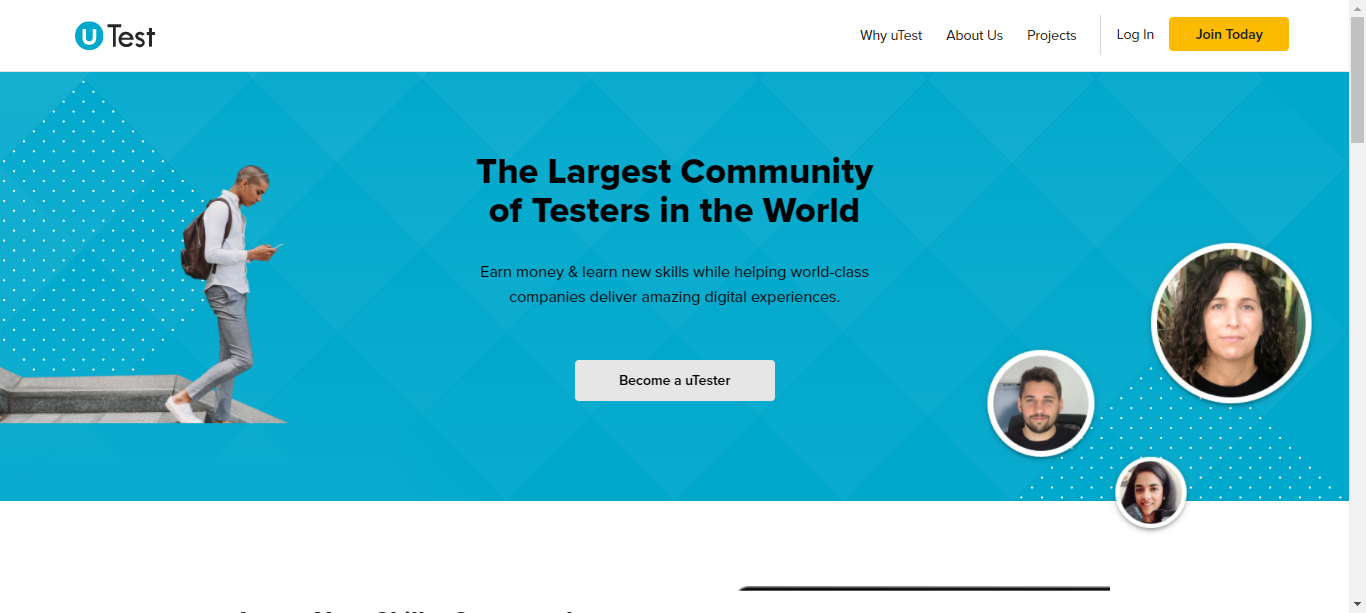 u Test
Why uTest
About Us
Projects
Log In
Join Today
The Largest Community
of Testers in the World
Earn money & learn new skills while helping world-class
companies deliver amazing digital experiences.
Become a uTester